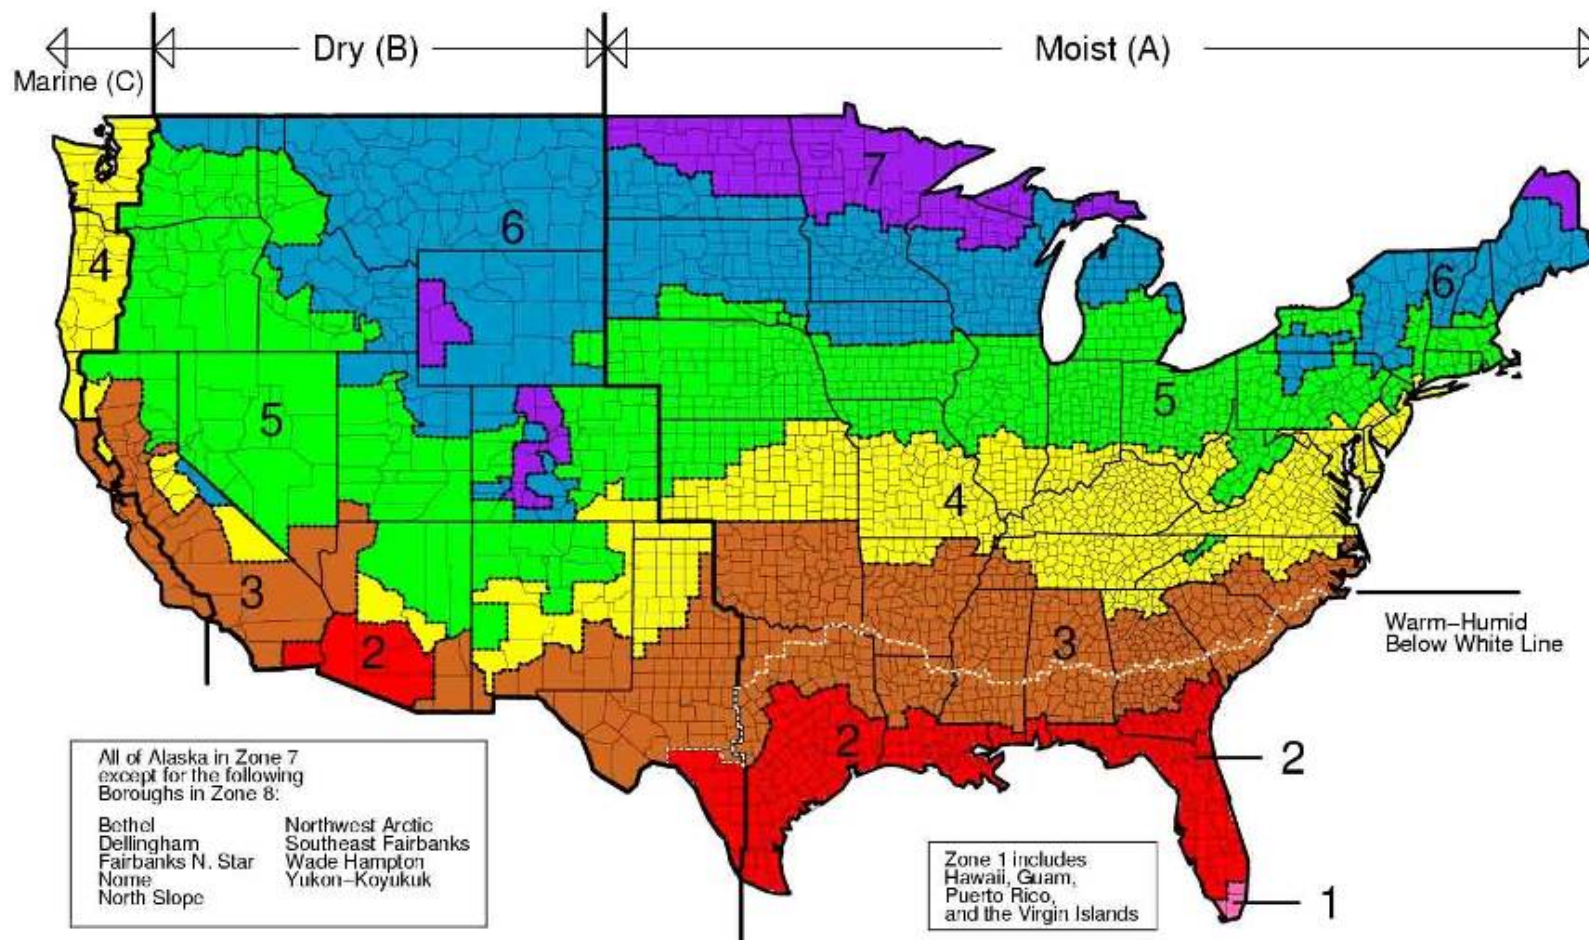 Marine (C)
Dry (B)
Moist (A)
7
6
4
6
5
5
4
3
3
2
2
2
1
Warm-Humid
Below White Line
All of Alaska in Zone 7
except for the following
Boroughs in Zone 8:
Bethel
Dellingham
Fairbanks N. Star
Nome
North Slope
Northwest Arctic
Southeast Fairbanks
Wade Hampton
Yukon-Koyukuk
Zone 1 includes
Hawaii, Guam,
Puerto Rico,
and the Virgin Islands